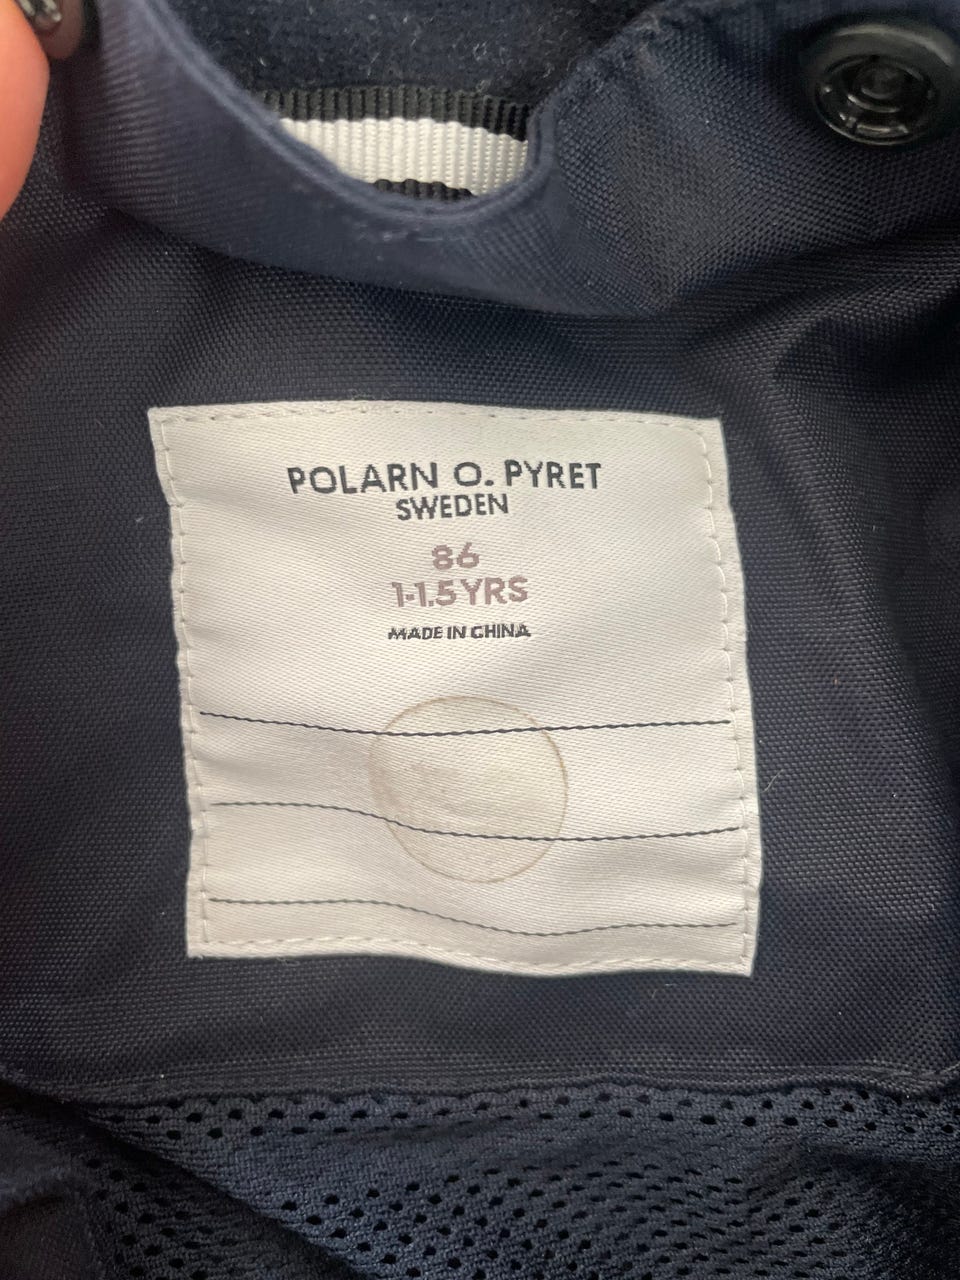 POLARN O. PYRET
SWEDEN
86
1-1.5 YRS
MADE IN CHINA